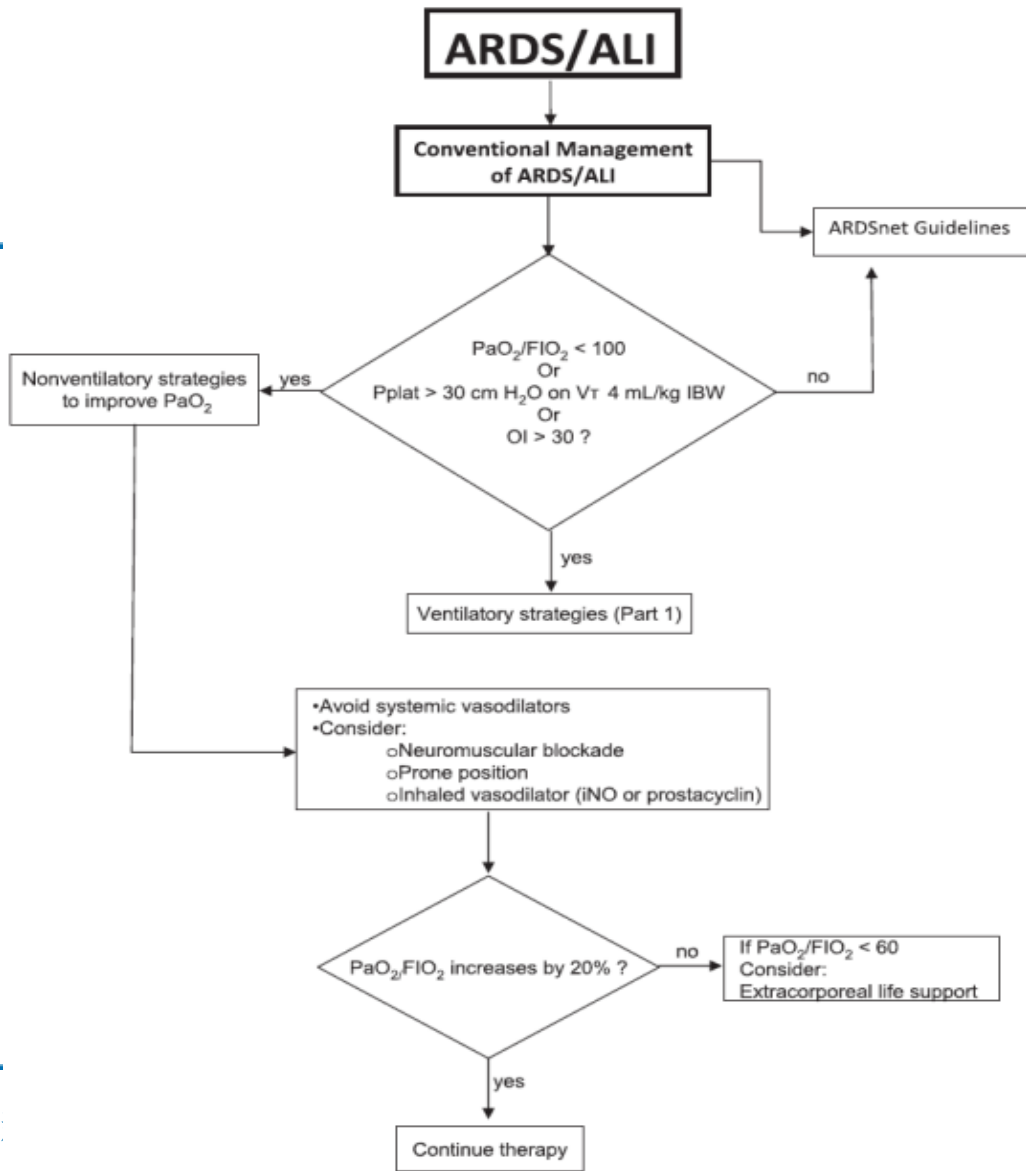 ARDS/ALI
Conventional Management
of ARDS/ALI
ARDSnet Guidelines
PaO₂/FIO₂ < 100
Or
Pplat > 30 cm H₂O on VT 4 mL/kg IBW
Or
OI > 30 ?
yes
no
Nonventilatory strategies
to improve PaO₂
yes
Ventilatory strategies (Part 1)
•Avoid systemic vasodilators
•Consider:
oNeuromuscular blockade
oProne position
oInhaled vasodilator (iNO or prostacyclin)
PaO₂/FIO₂ increases by 20% ?
no
If PaO₂/FIO₂ < 60
Consider:
Extracorporeal life support
yes
Continue therapy